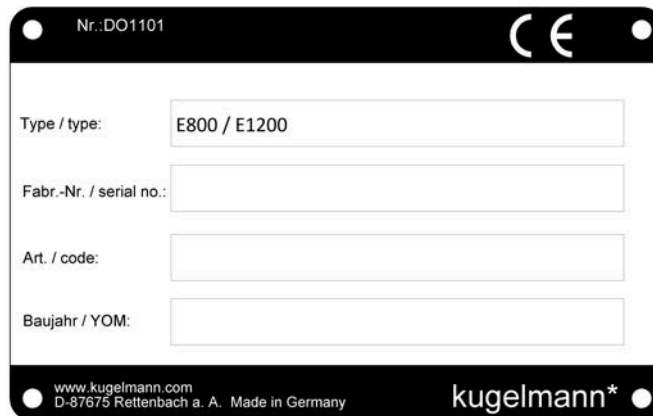 Nr.:DO1101
CE
Type / type: E800 / E1200
Fabr.-Nr. / serial no.:
Art. / code:
Baujahr / YOM:
www.kugelmann.com
D-87675 Rettenbach a. A. Made in Germany
kugelmann*